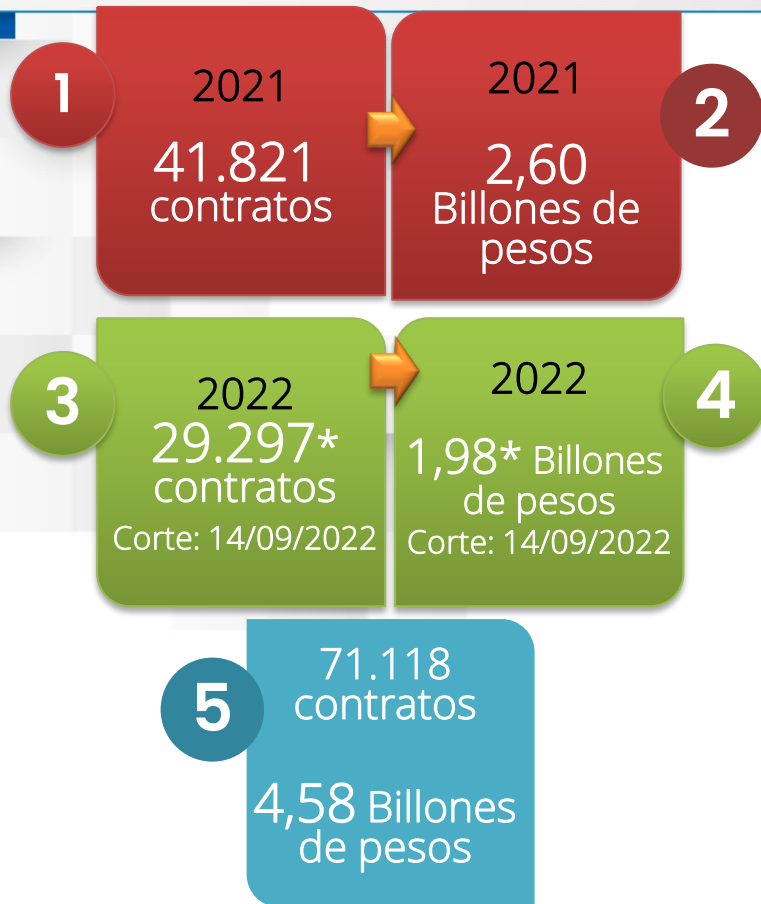 1
2021
41.821
contratos
2021
2,60
Billones de
pesos
2
3
2022
29.297*
contratos
Corte: 14/09/2022
2022
1,98* Billones
de pesos
Corte: 14/09/2022
4
5
71.118
contratos
4,58 Billones
de pesos